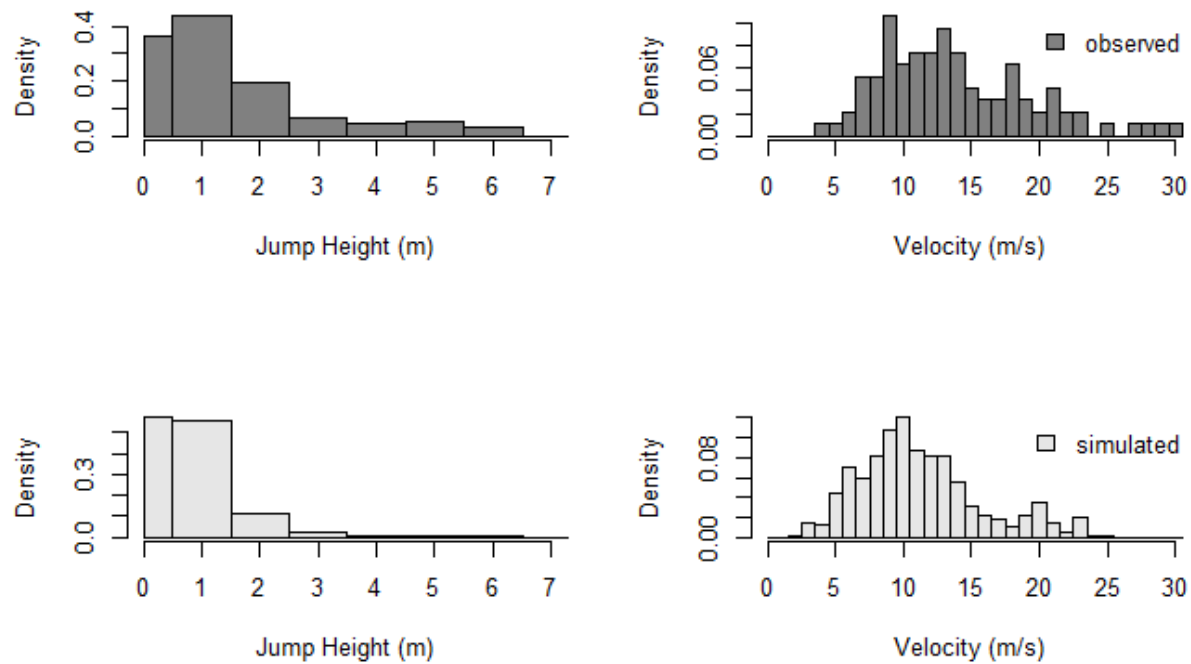 Density
0.0 0.2 0.4
0 1 2 3 4 5 6 7
Jump Height (m)
Density
0.00 0.06
observed
0 5 10 15 20 25 30
Velocity (m/s)
Density
0.0 0.3
0 1 2 3 4 5 6 7
Jump Height (m)
Density
0.00 0.08
simulated
0 5 10 15 20 25 30
Velocity (m/s)